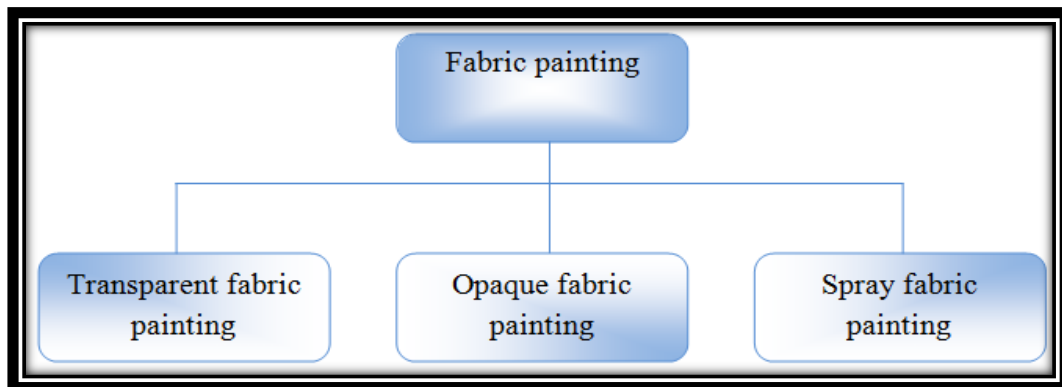 Fabric painting
Transparent fabric
painting
Opaque fabric
painting
Spray fabric
painting